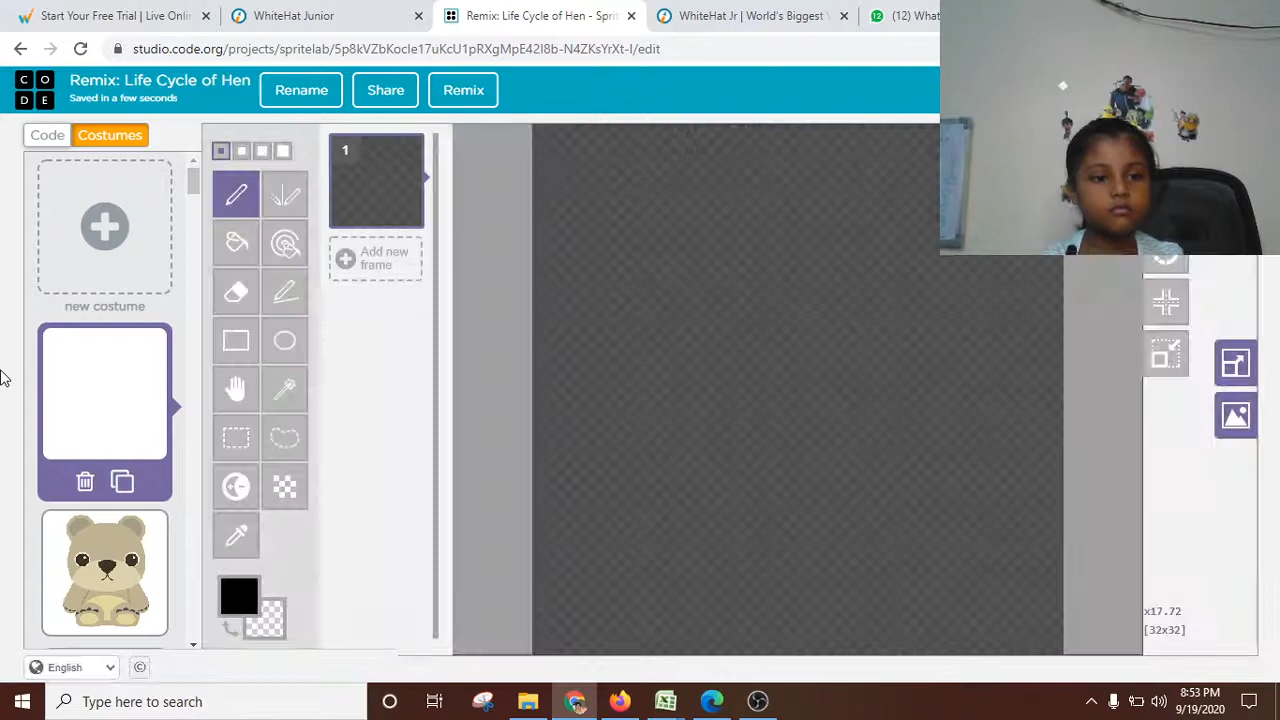 Start Your Free Trial | Live Onli
WhiteHat Junior
Remix: Life Cycle of Hen - Sprit
WhiteHat Jr | World's Biggest V
12
(12) What
studio.code.org/projects/spritelab/5p8kVZbKocIe17uKcU1pRXgMpE42I8b-N4ZKsYrXt-I/edit
C O
D E
Remix: Life Cycle of Hen
Saved in a few seconds
Rename
Share
Remix
Code
Costumes
1
Add new
frame
new costume
x17.72
[32x32]
English
Type here to search
8:53 PM
9/19/2020